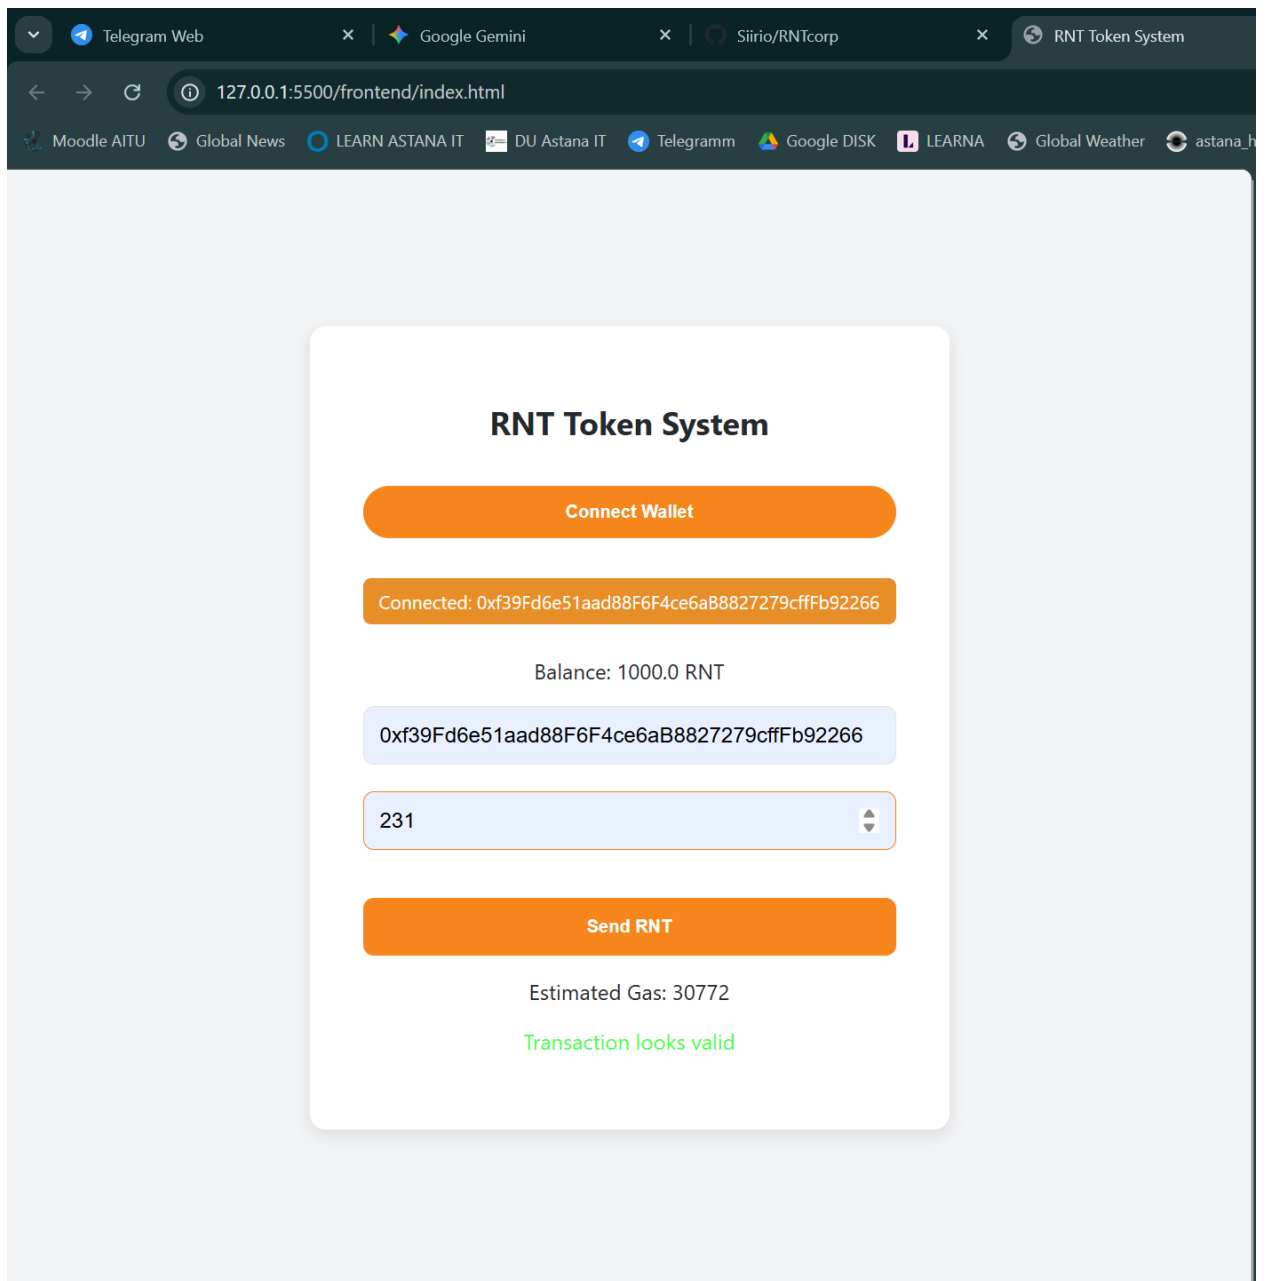 Telegram Web
Google Gemini
Siirio/RNTcorp
RNT Token System
127.0.0.1:5500/frontend/index.html
Moodle AITU
Global News
LEARN ASTANA IT
DU Astana IT
Telegramm
Google DISK
L LEARNA
Global Weather
astana_h
RNT Token System
Connect Wallet
Connected: 0xf39Fd6e51aad88F6F4ce6aB8827279cffFb92266
Balance: 1000.0 RNT
0xf39Fd6e51aad88F6F4ce6aB8827279cffFb92266
231
Send RNT
Estimated Gas: 30772
Transaction looks valid